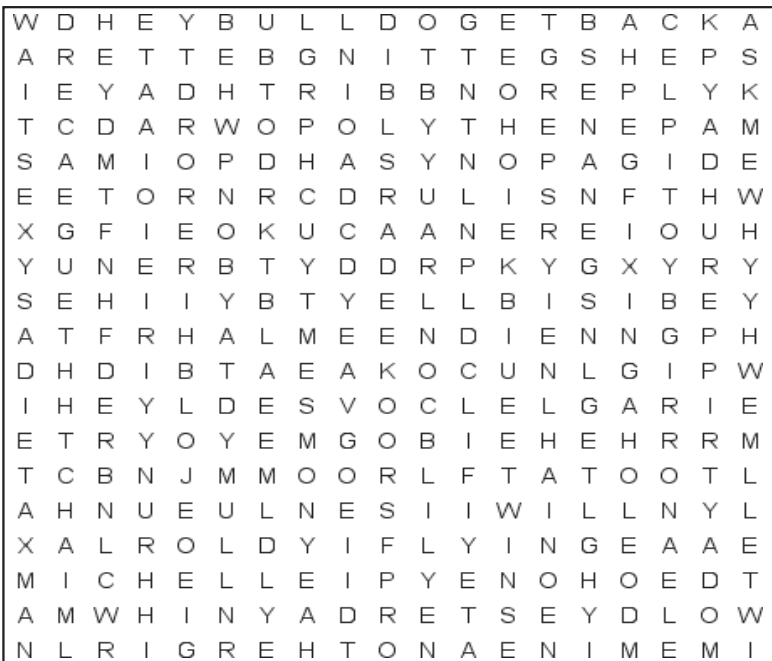 W D H E Y B U L L D O G E T B A C K A
A R E T T E B G N I T T E G S H E P S
I E Y A D H T R I B B N O R E P L Y K
T C D A R W O P O L Y T H E N E P A M
S A M I O P D H A S Y N O P A G I D E
E E T O R N R C D R U L I S N F T H W
X G F I E O K U C A A N E R E I O U H
Y U N E R B T Y D D R P K Y G X Y R Y
S E H I I Y B T Y E L L B I S I B E Y
A T F R H A L M E E N D I E N N G P H
D H D I B T A E A K O C U N L G I P W
I H E Y L D E S V O C L E L G A R I E
E T R Y O Y E M G O B I E H E H R R M
T C B N J M M O O R L F T A T O O T L
A H N U E U L N E S I I W I L L N Y L
X A L R O L D Y I F L Y I N G E A A E
M I C H E L L E I P Y E N O H O E D T
A M W H I N Y A D R E T S E Y D L O W
N L R I G R E H T O N A E N I M E M I